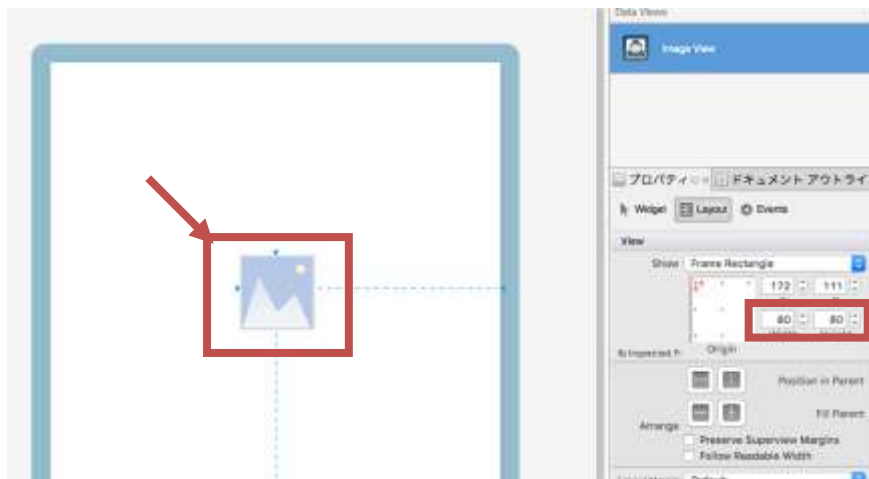 Data Views
Image View
プロパティ
ドキュメント アウトライ
Widget
Layout
Events
View
Show
Frame Rectangle
172
111
80
80
Origin
Position in Parent
Fill Parent
Arrange
Preserve Superview Margins
Follow Readable Width
Default